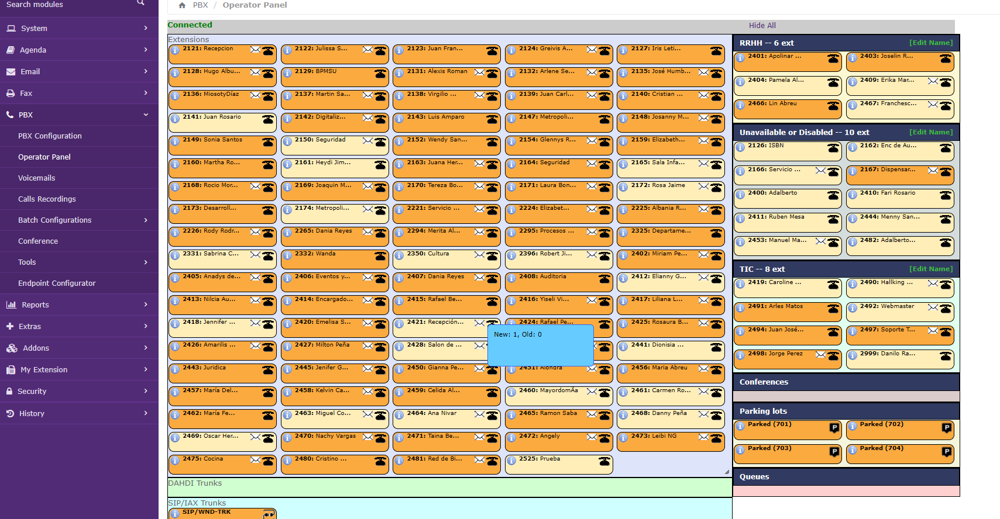 Search modules
System
Agenda
Email
Fax
PBX
PBX Configuration
Operator Panel
Voicemails
Calls Recordings
Batch Configurations
Conference
Tools
Endpoint Configurator
Reports
Extras
Addons
My Extension
Security
History
PBX / Operator Panel
Connected
Hide All
Extensions
2121: Recepcion
2122: Julissa S...
2123: Juan Fran...
2124: Greivis A...
2127: Iris Leti...
2128: Hugo Albu...
2129: BPMSU
2131: Alexis Roman
2132: Arlene Se...
2135: José Humb...
2136: MiosotyDíaz
2137: Martin Sa...
2138: Virgilio ...
2139: Juan Carl...
2140: Cristian ...
2141: Juan Rosario
2142: Digitaliz...
2143: Luis Amparo
2147: Metropoli...
2148: Josanny M...
2149: Sonia Santos
2150: Seguridad
2152: Wendy San...
2154: Glennys R...
2159: Elizabeth...
2160: Martha Ro...
2161: Heydi Jim...
2163: Juana Her...
2164: Seguridad
2165: Sala Infa...
2168: Rocio Mor...
2169: Joaquin M...
2170: Tereza Bo...
2171: Laura Bon...
2172: Rosa Jaime
2173: Desarroll...
2174: Metropoli...
2221: Servicio ...
2224: Elizabet...
2225: Albania R...
2226: Rody Rodr...
2265: Dania Reyes
2294: Merita Al...
2295: Procesos ...
2325: Departame...
2331: Sabrina C...
2332: Wanda
2350: Cultura
2396: Robert Ji...
2402: Miriam Pe...
2405: Anadys de...
2406: Eventos y...
2407: Dania Reyes
2408: Auditoria
2412: Elianny G...
2413: Nilcia Au...
2414: Encargado...
2415: Rafael Be...
2416: Yiseli Vi...
2417: Liliana L...
2418: Jennifer ...
2420: Emelisa S...
2421: Recepción...
2424: Rafael Pe...
2425: Rosaura B...
New: 1, Old: 0
2426: Amarilis ...
2427: Milton Peña
2428: Salon de ...
2441: Dionisia ...
2443: Juridica
2445: Jenifer G...
2450: Gianna Pe...
2451: Alondra
2456: Maria Abreu
2457: María Del...
2458: Kelvin Ca...
2459: Celida Al...
2460: MayordomÃa
2461: Carmen Ro...
2462: María Fe...
2463: Miguel Co...
2464: Ana Nivar
2465: Ramon Saba
2468: Danny Peña
2469: Oscar Her...
2470: Nachy Vargas
2471: Taina Be...
2472: Angely
2473: Leibi NG
2475: Cocina
2480: Cristino ...
2481: Red de Bi...
2525: Prueba
DAHDI Trunks
SIP/IAX Trunks
SIP/WND-TRK
RRHH -- 6 ext [Edit Name]
2401: Apolinar ...
2403: Joselin R...
2404: Pamela Al...
2409: Erika Mar...
2466: Lin Abreu
2467: Franchesc...
Unavailable or Disabled -- 10 ext [Edit Name]
2126: ISBN
2162: Enc de Au...
2166: Servicio ...
2167: Dispensar...
2400: Adalberto
2410: Fari Rosario
2411: Ruben Mesa
2444: Menny San...
2453: Manuel Ma...
2482: Adalberto...
TIC -- 8 ext [Edit Name]
2419: Caroline ...
2490: Hallking ...
2491: Arles Matos
2492: Webmaster
2494: Juan José...
2497: Soporte T...
2498: Jorge Perez
2999: Danilo Ra...
Conferences
Parking lots
Parked (701)
Parked (702)
Parked (703)
Parked (704)
Queues